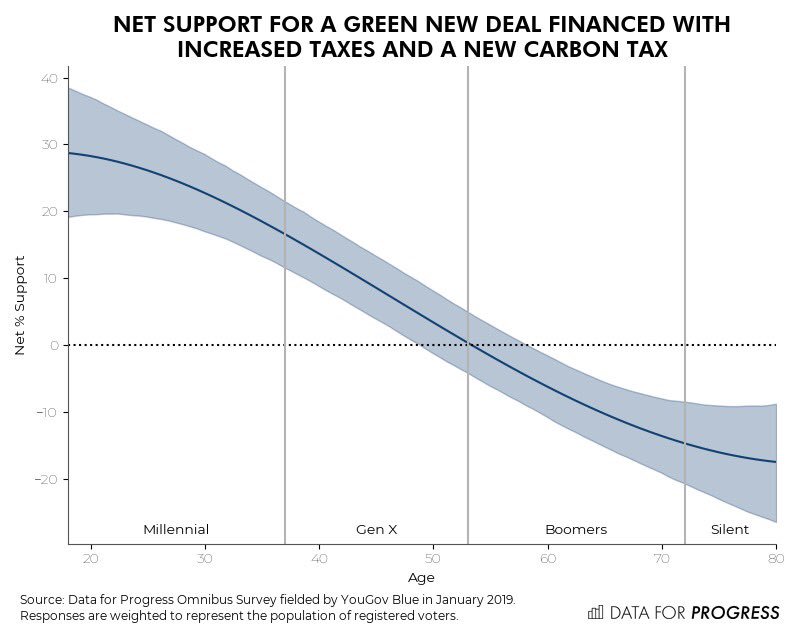 NET SUPPORT FOR A GREEN NEW DEAL FINANCED WITH
INCREASED TAXES AND A NEW CARBON TAX
40
30
20
10
0
−10
−20
Net % Support
Millennial
Gen X
Boomers
Silent
20
30
40
50
60
70
80
Age
Source: Data for Progress Omnibus Survey fielded by YouGov Blue in January 2019.
Responses are weighted to represent the population of registered voters.
DATA FOR PROGRESS